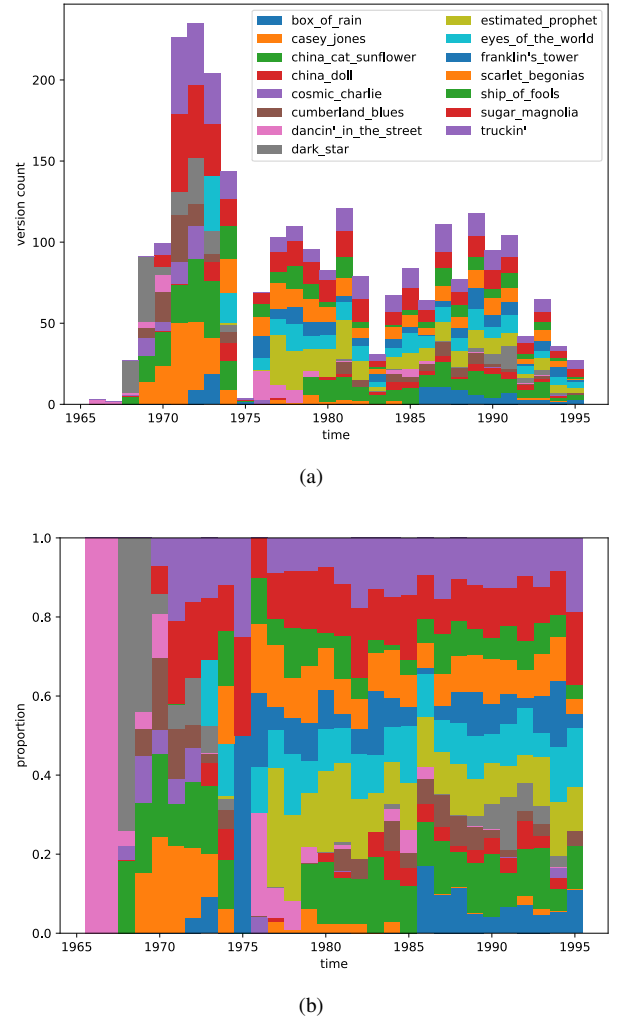 box_of_rain
casey_jones
china_cat_sunflower
china_doll
cosmic_charlie
cumberland_blues
dancin'_in_the_street
dark_star
estimated_prophet
eyes_of_the_world
franklin's_tower
scarlet_begonias
ship_of_fools
sugar_magnolia
truckin'
version count
200
150
100
50
0
1965 1970 1975 1980 1985 1990 1995
time
(a)
proportion
1.0
0.8
0.6
0.4
0.2
0.0
1965 1970 1975 1980 1985 1990 1995
time
(b)